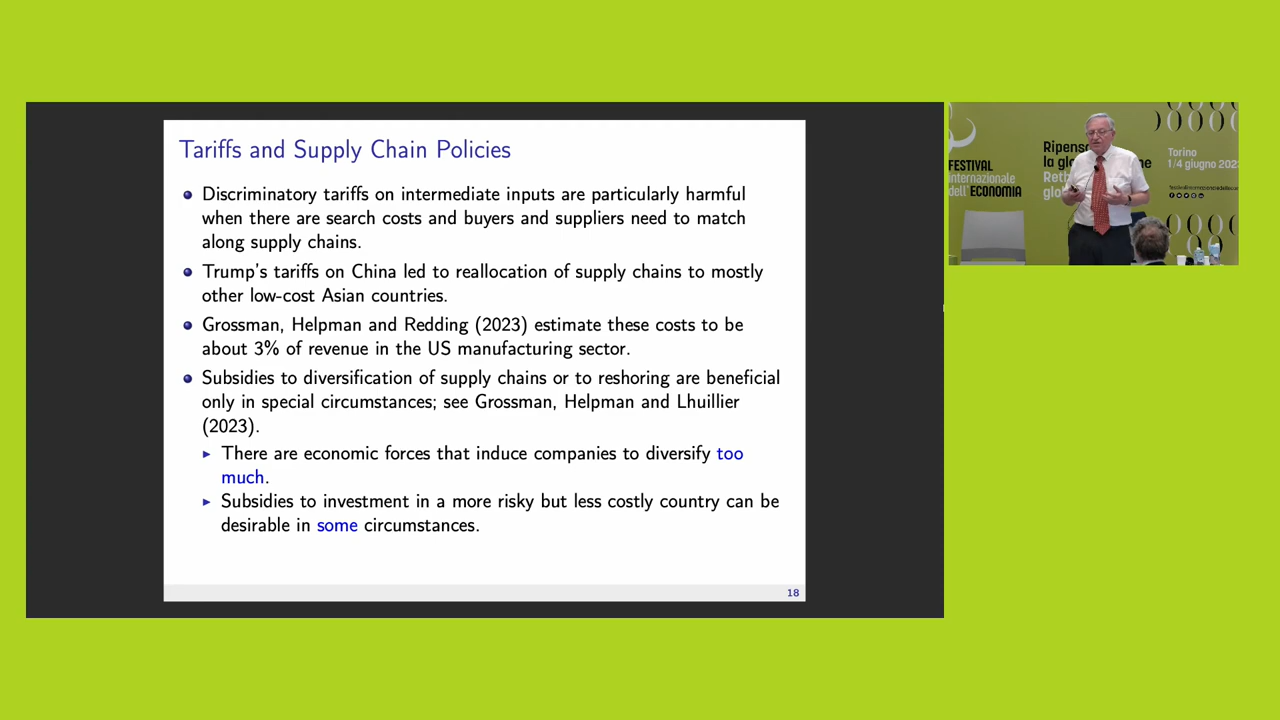 Tariffs and Supply Chain Policies
Discriminatory tariffs on intermediate inputs are particularly harmful
when there are search costs and buyers and suppliers need to match
along supply chains.
Trump's tariffs on China led to reallocation of supply chains to mostly
other low-cost Asian countries.
Grossman, Helpman and Redding (2023) estimate these costs to be
about 3% of revenue in the US manufacturing sector.
Subsidies to diversification of supply chains or to reshoring are beneficial
only in special circumstances; see Grossman, Helpman and Lhuillier
(2023).
There are economic forces that induce companies to diversify too
much.
Subsidies to investment in a more risky but less costly country can be
desirable in some circumstances.
18
FESTIVAL
internazionale
dell'ECONOMIA
Ripens
la glo
ne
Reth
glo
Torino
1/4 giugno 202